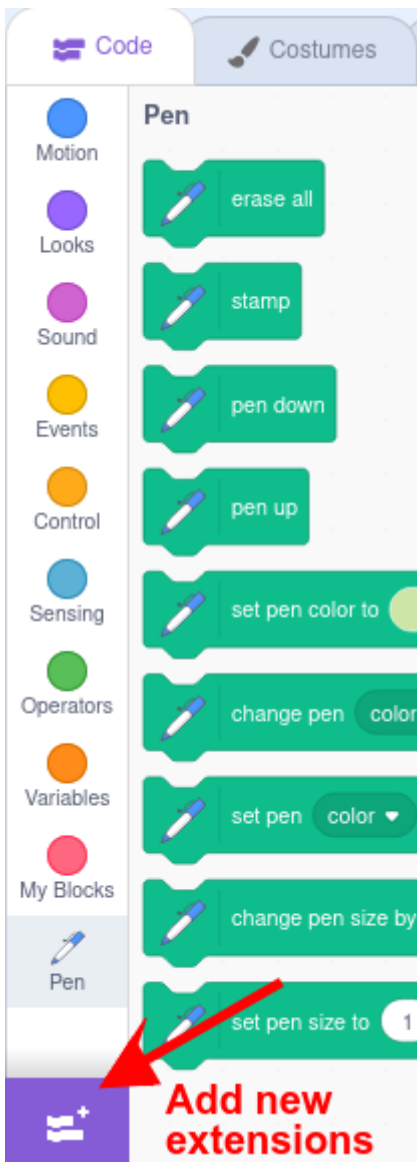 Code
Costumes
Motion
Looks
Sound
Events
Control
Sensing
Operators
Variables
My Blocks
Pen
Pen
erase all
stamp
pen down
pen up
set pen color to
change pen color
set pen color
change pen size by
set pen size to 1
Add new
extensions